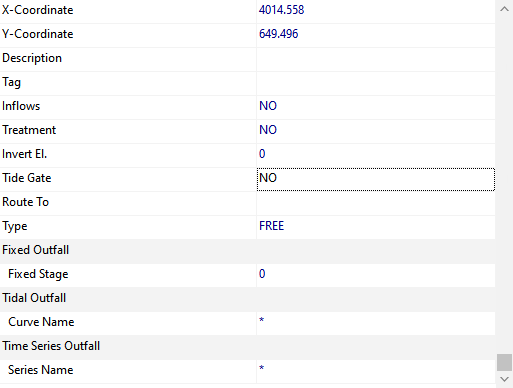 X-Coordinate 4014.558
Y-Coordinate 649.496
Description
Tag
Inflows NO
Treatment NO
Invert El. 0
Tide Gate NO
Route To
Type FREE
Fixed Outfall
Fixed Stage 0
Tidal Outfall
Curve Name *
Time Series Outfall
Series Name *